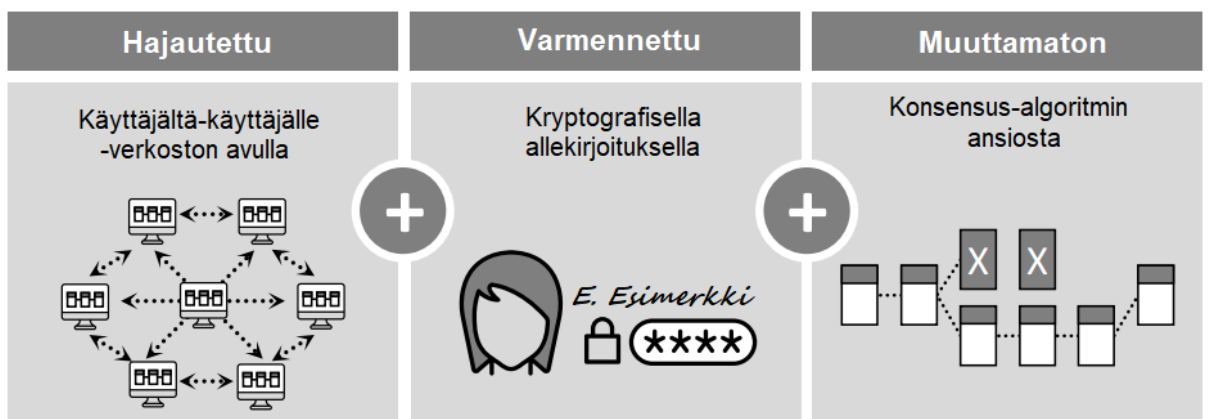 Hajautettu
Käyttäjältä-käyttäjälle
-verkoston avulla
Varmennettu
Kryptografisella
allekirjoituksella
E. Esimerkki
****
Muuttamaton
Konsensus-algoritmin
ansiosta
X X
+
+